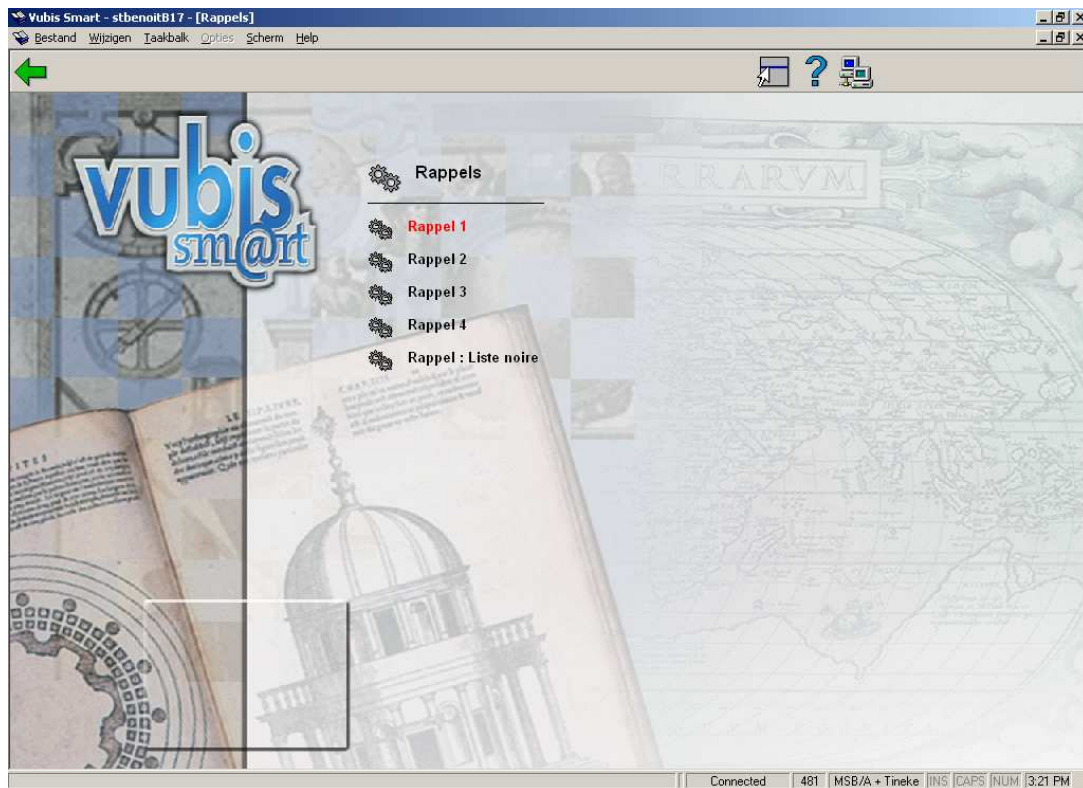 Vubis Smart - stbenoitB17 - [Rappels]
Bestand Wijzigen Taakbalk Opties Scherm Help
vubis
sm@rt
RRARVM
Rappels
Rappel 1
Rappel 2
Rappel 3
Rappel 4
Rappel : Liste noire
Connected 481 MSB/A + Tineke INS CAPS NUM 3:21 PM